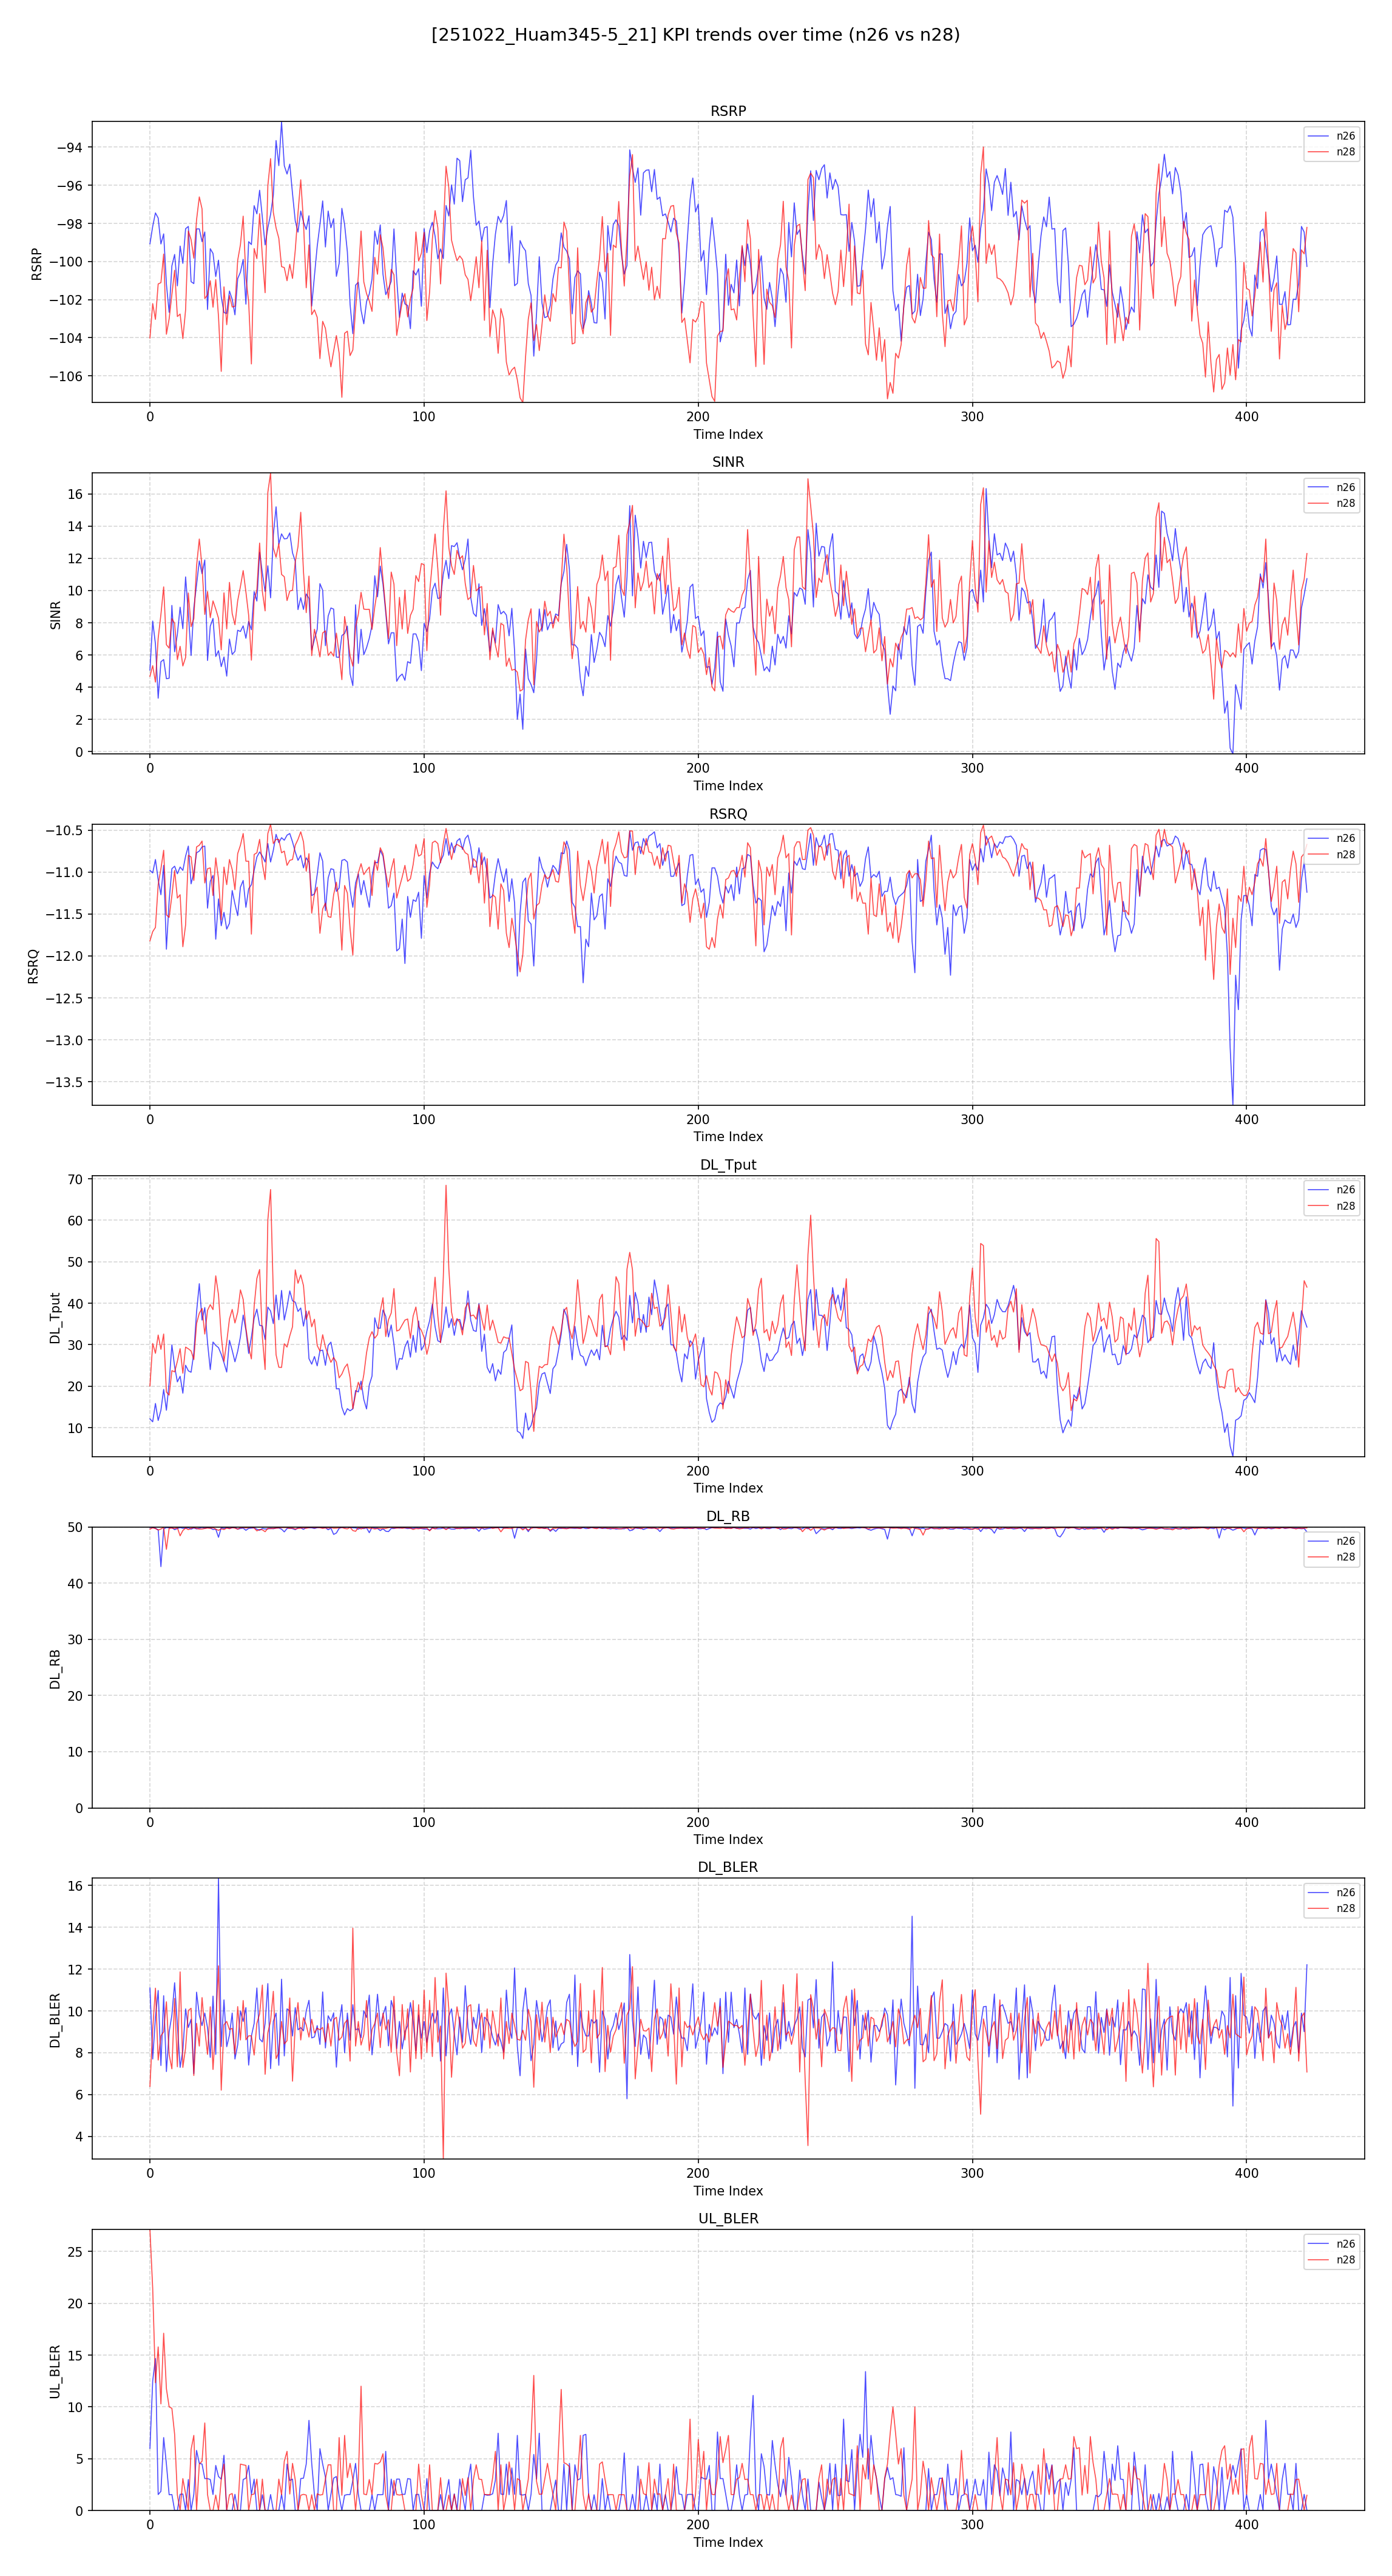 [251022_Huam345-5_21] KPI trends over time (n26 vs n28)
RSRP
n26
n28
−94
−96
−98
−100
−102
−104
−106
RSRP
0 100 200 300 400
Time Index
SINR
n26
n28
16
14
12
10
8
6
4
2
0
SINR
0 100 200 300 400
Time Index
RSRQ
n26
n28
−10.5
−11.0
−11.5
−12.0
−12.5
−13.0
−13.5
RSRQ
0 100 200 300 400
Time Index
DL_Tput
n26
n28
70
60
50
40
30
20
10
DL_Tput
0 100 200 300 400
Time Index
DL_RB
n26
n28
50
40
30
20
10
0
DL_RB
0 100 200 300 400
Time Index
DL_BLER
n26
n28
16
14
12
10
8
6
4
DL_BLER
0 100 200 300 400
Time Index
UL_BLER
n26
n28
25
20
15
10
5
0
UL_BLER
0 100 200 300 400
Time Index